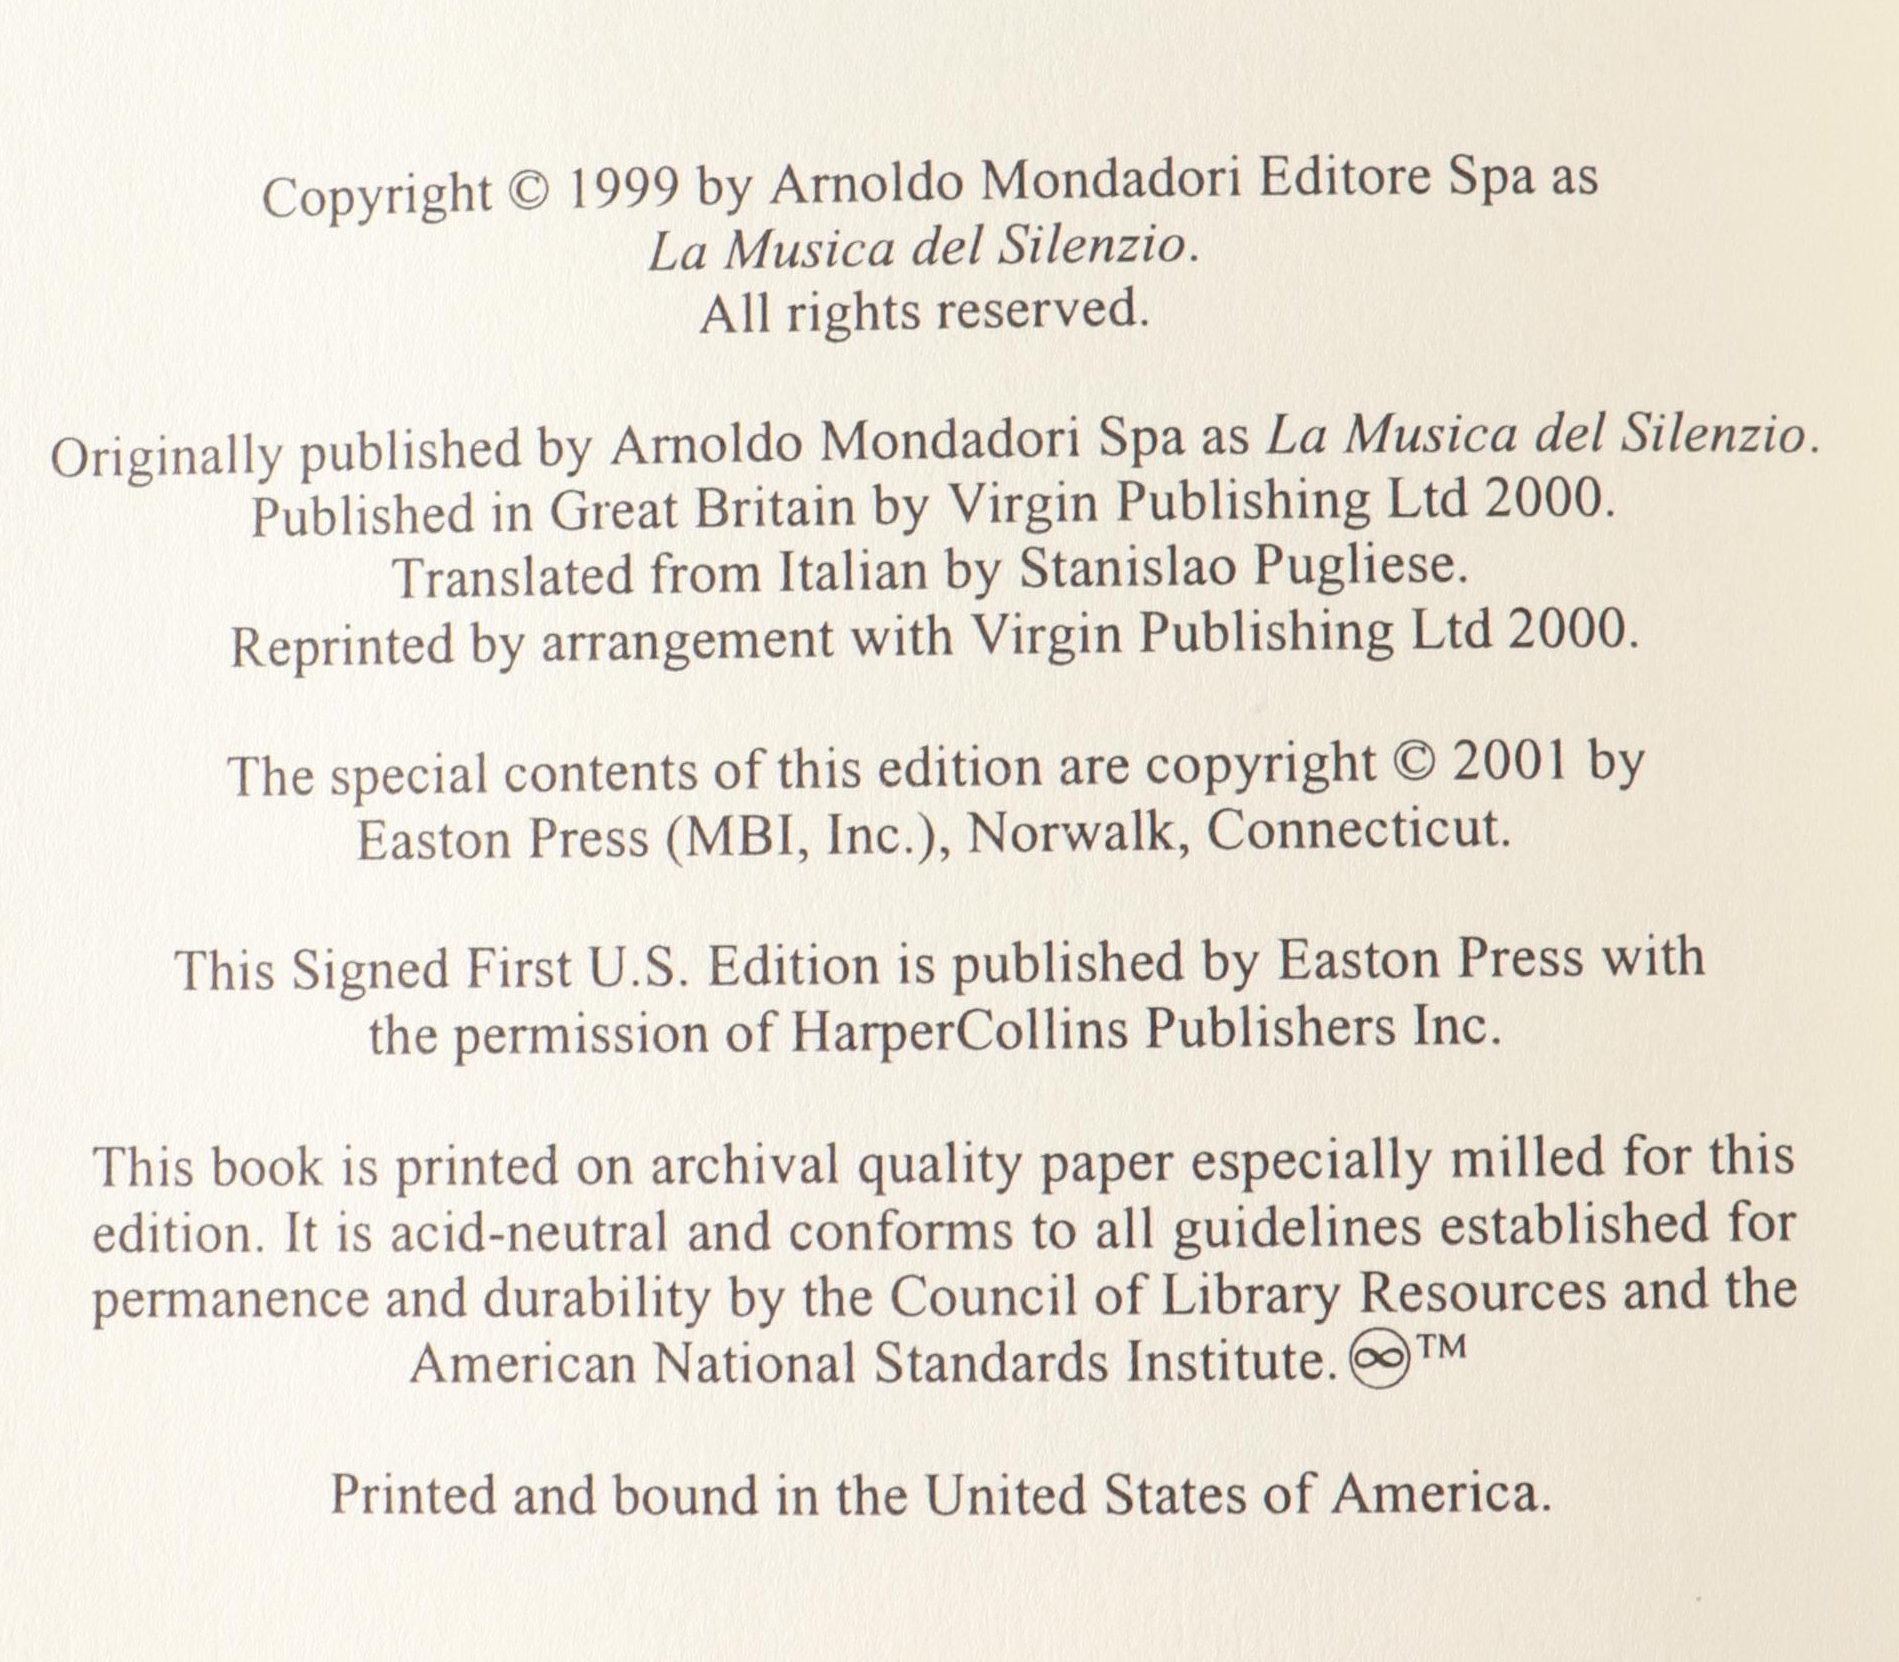 Copyright © 1999 by Arnoldo Mondadori Editore Spa as
La Musica del Silenzio.
All rights reserved.
Originally published by Arnoldo Mondadori Spa as La Musica del Silenzio.
Published in Great Britain by Virgin Publishing Ltd 2000.
Translated from Italian by Stanislao Pugliese.
Reprinted by arrangement with Virgin Publishing Ltd 2000.
The special contents of this edition are copyright © 2001 by
Easton Press (MBI, Inc.), Norwalk, Connecticut.
This Signed First U.S. Edition is published by Easton Press with
the permission of HarperCollins Publishers Inc.
This book is printed on archival quality paper especially milled for this
edition. It is acid-neutral and conforms to all guidelines established for
permanence and durability by the Council of Library Resources and the
American National Standards Institute. ♾™
Printed and bound in the United States of America.